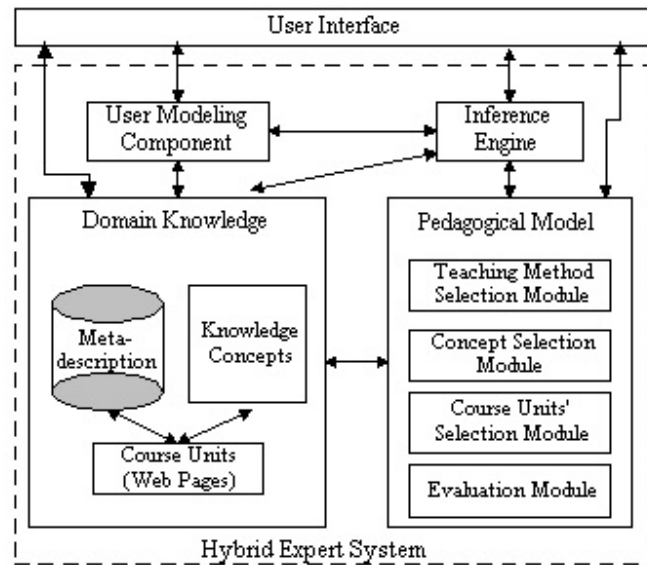 User Interface
User Modeling
Component
Inference
Engine
Domain Knowledge
Meta-
description
Knowledge
Concepts
Course Units
(Web Pages)
Pedagogical Model
Teaching Method
Selection Module
Concept Selection
Module
Course Units'
Selection Module
Evaluation Module
Hybrid Expert System